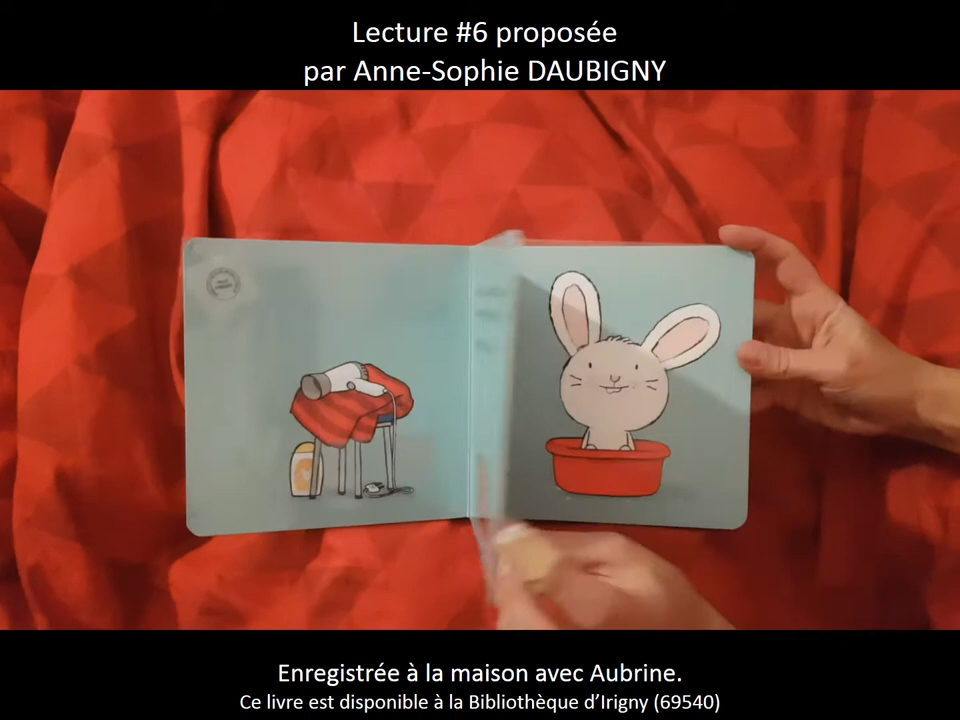 Lecture #6 proposée
par Anne-Sophie DAUBIGNY
Enregistrée à la maison avec Aubrine.
Ce livre est disponible à la Bibliothèque d'Irigny (69540)